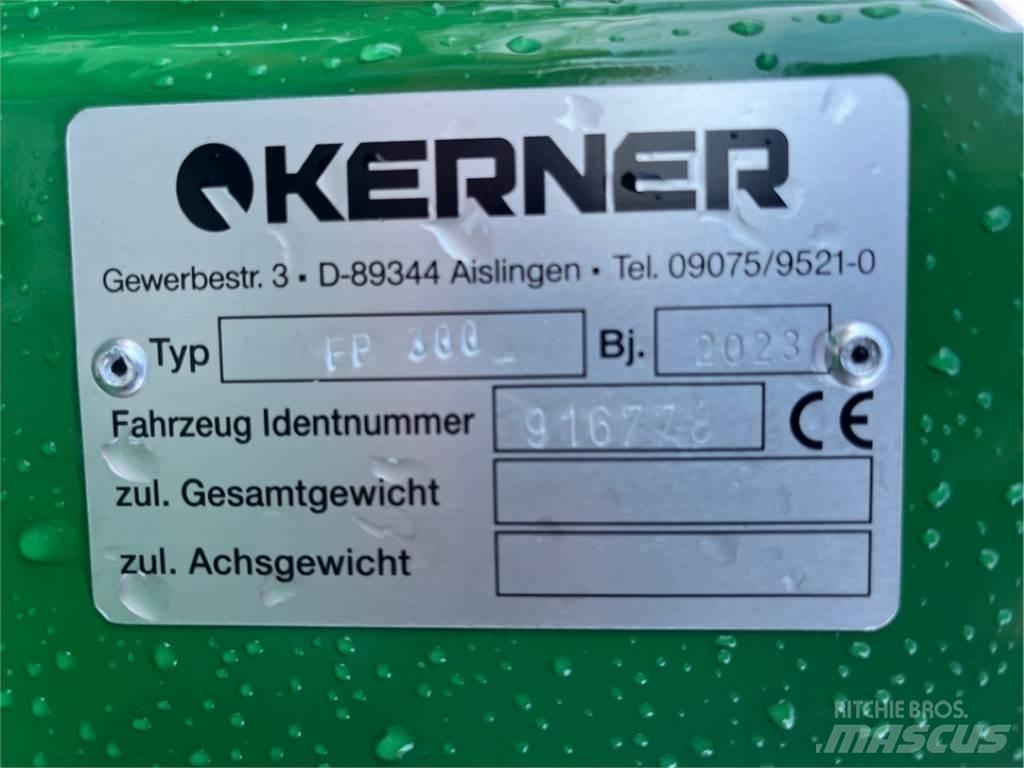 KERNER
Gewerbestr. 3 • D-89344 Aislingen • Tel. 09075/9521-0
Typ 300 Bj. 2023
Fahrzeug Identnummer 916778 CE
zul. Gesamtgewicht
zul. Achsgewicht
RITCHIE BROS.
MASCUS